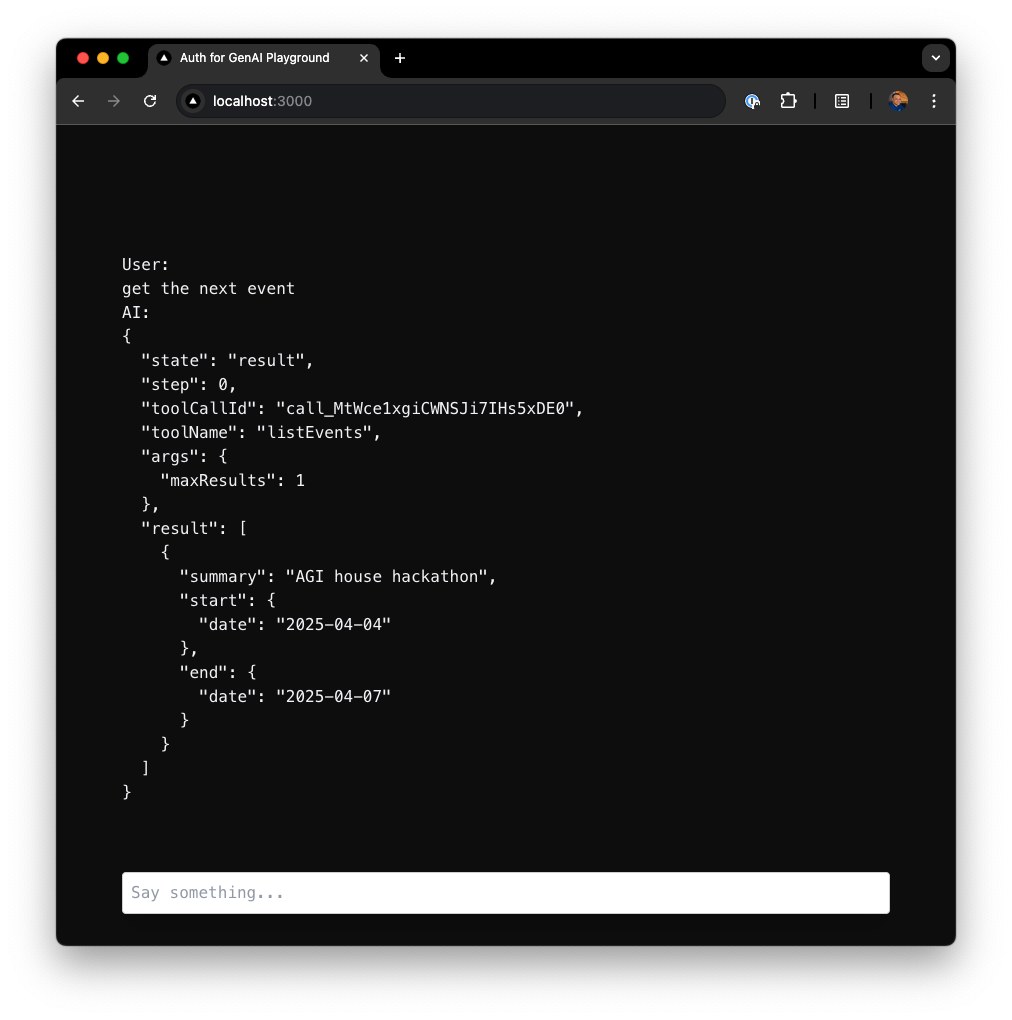 Auth for GenAI Playground
localhost:3000
User:
get the next event
AI:
{
  "state": "result",
  "step": 0,
  "toolCallId": "call_MtWce1xgiCWNSJi7IHs5xDE0",
  "toolName": "listEvents",
  "args": {
    "maxResults": 1
  },
  "result": [
    {
      "summary": "AGI house hackathon",
      "start": {
        "date": "2025-04-04"
      },
      "end": {
        "date": "2025-04-07"
      }
    }
  ]
}
Say something...